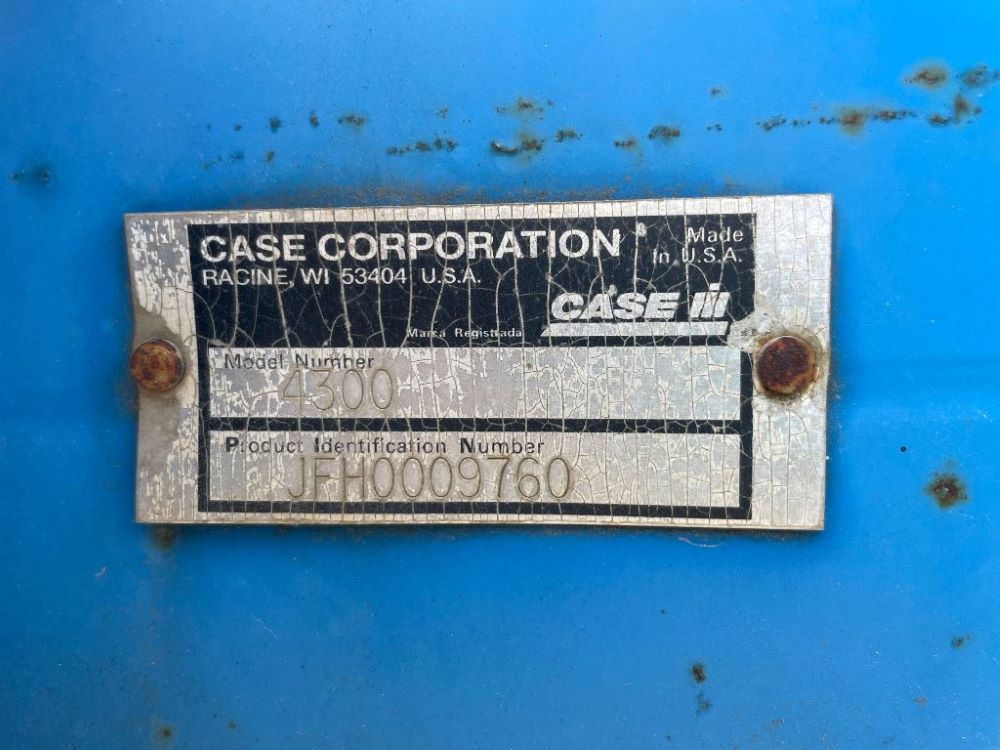 CASE CORPORATION ® Made
RACINE, WI 53404 U.S.A. In U.S.A.
CASE IH
Marca Registrada
Model Number
4300
Product Identification Number
JFH0009760